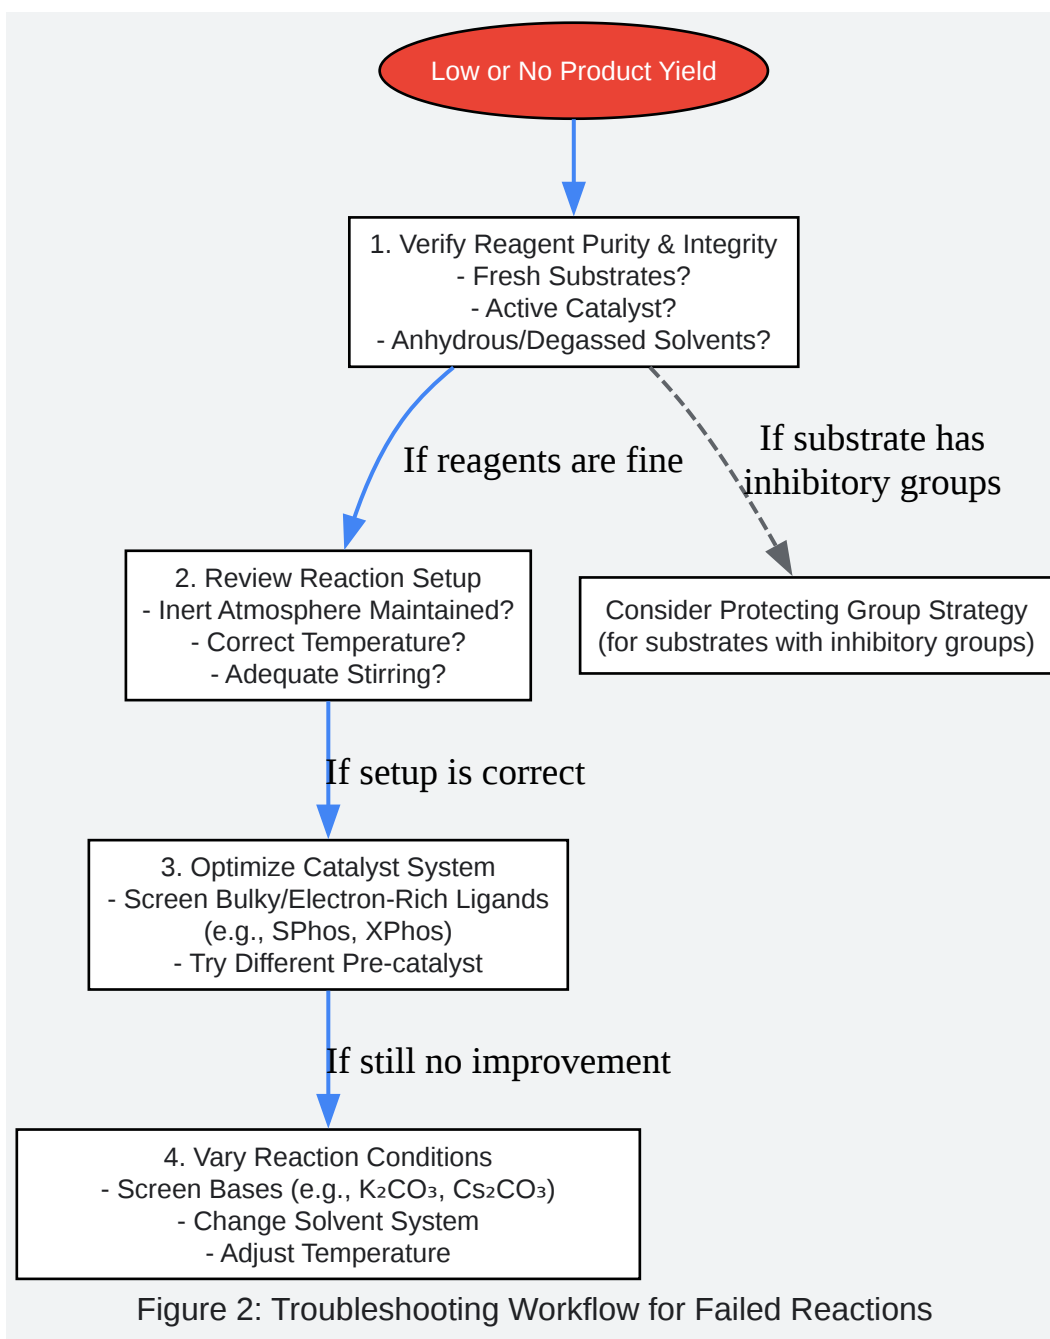 Low or No Product Yield
1. Verify Reagent Purity & Integrity
- Fresh Substrates?
- Active Catalyst?
- Anhydrous/Degassed Solvents?
If reagents are fine
If substrate has
inhibitory groups
2. Review Reaction Setup
- Inert Atmosphere Maintained?
- Correct Temperature?
- Adequate Stirring?
Consider Protecting Group Strategy
(for substrates with inhibitory groups)
If setup is correct
3. Optimize Catalyst System
- Screen Bulky/Electron-Rich Ligands
(e.g., SPhos, XPhos)
- Try Different Pre-catalyst
If still no improvement
4. Vary Reaction Conditions
- Screen Bases (e.g., K₂CO₃, Cs₂CO₃)
- Change Solvent System
- Adjust Temperature
Figure 2: Troubleshooting Workflow for Failed Reactions